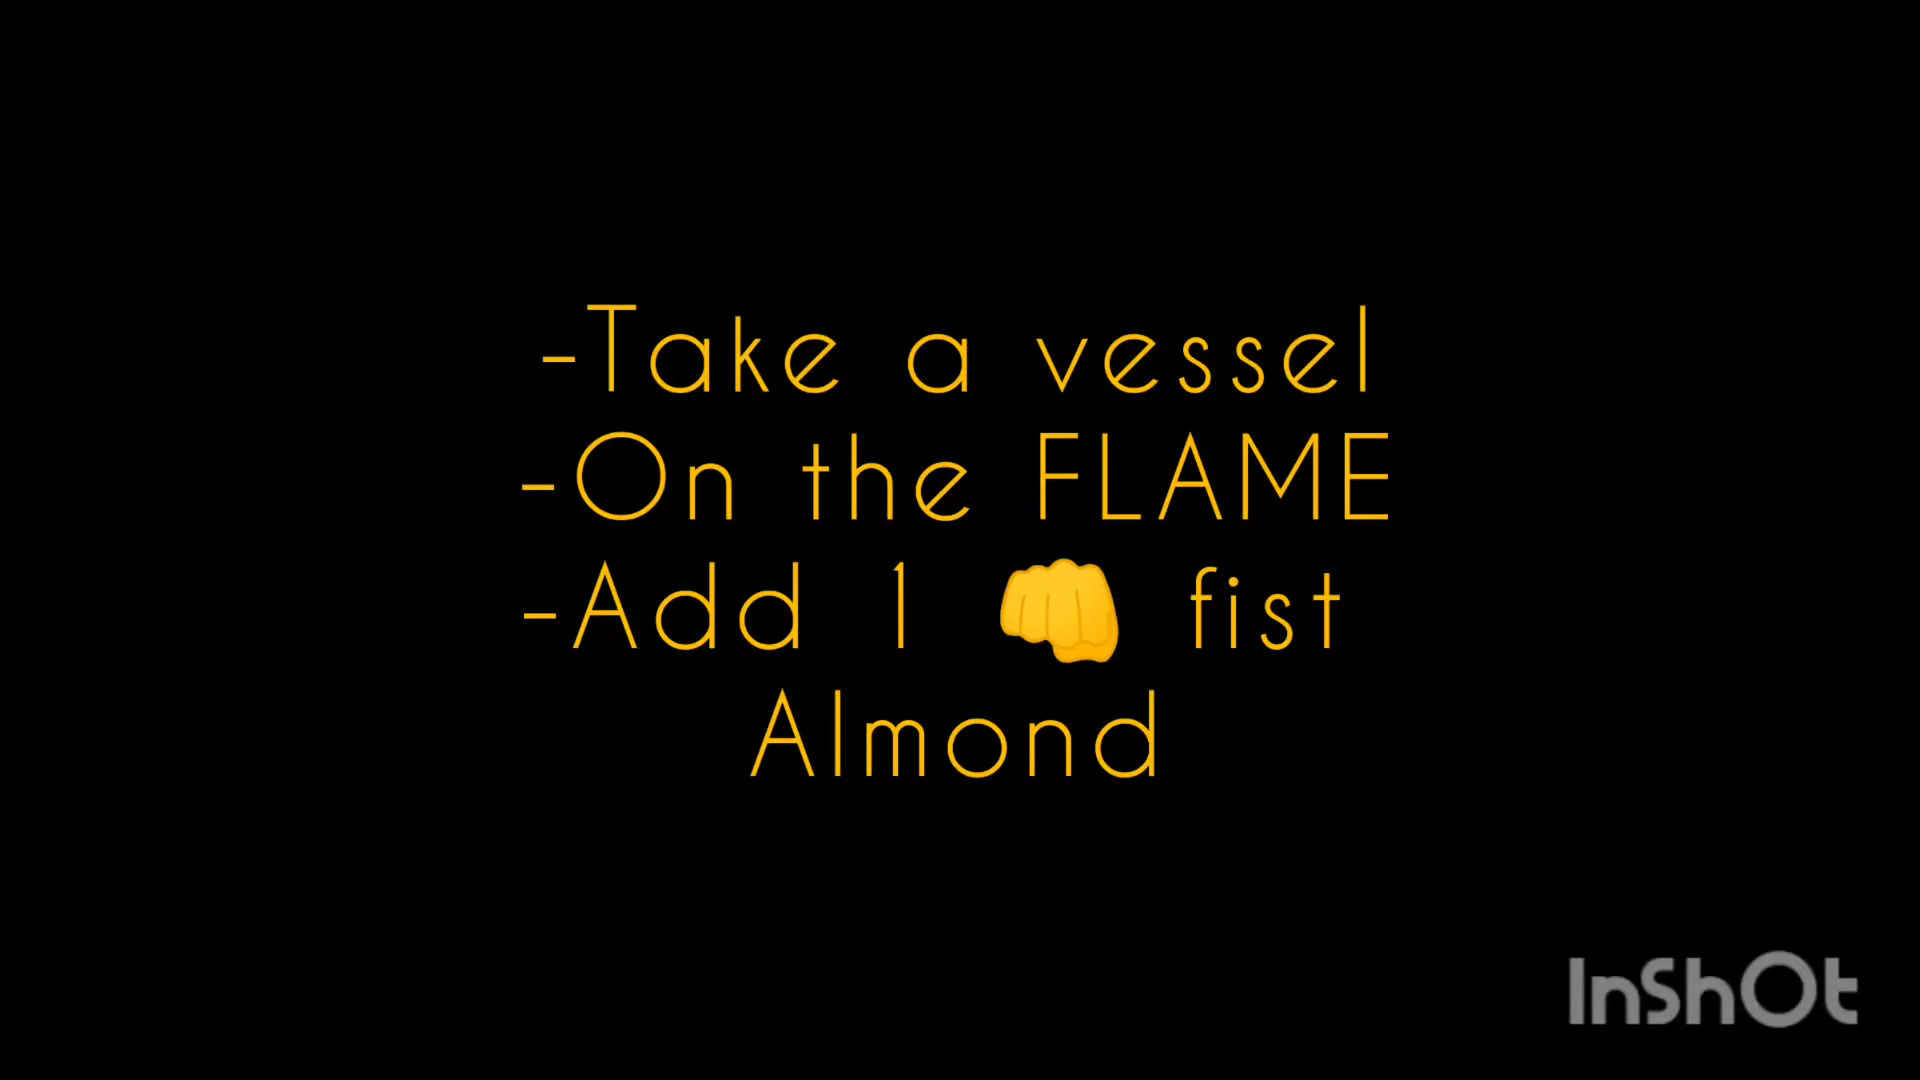 -Take a vessel
-On the FLAME
-Add 1 👊 fist
Almond
InShOt